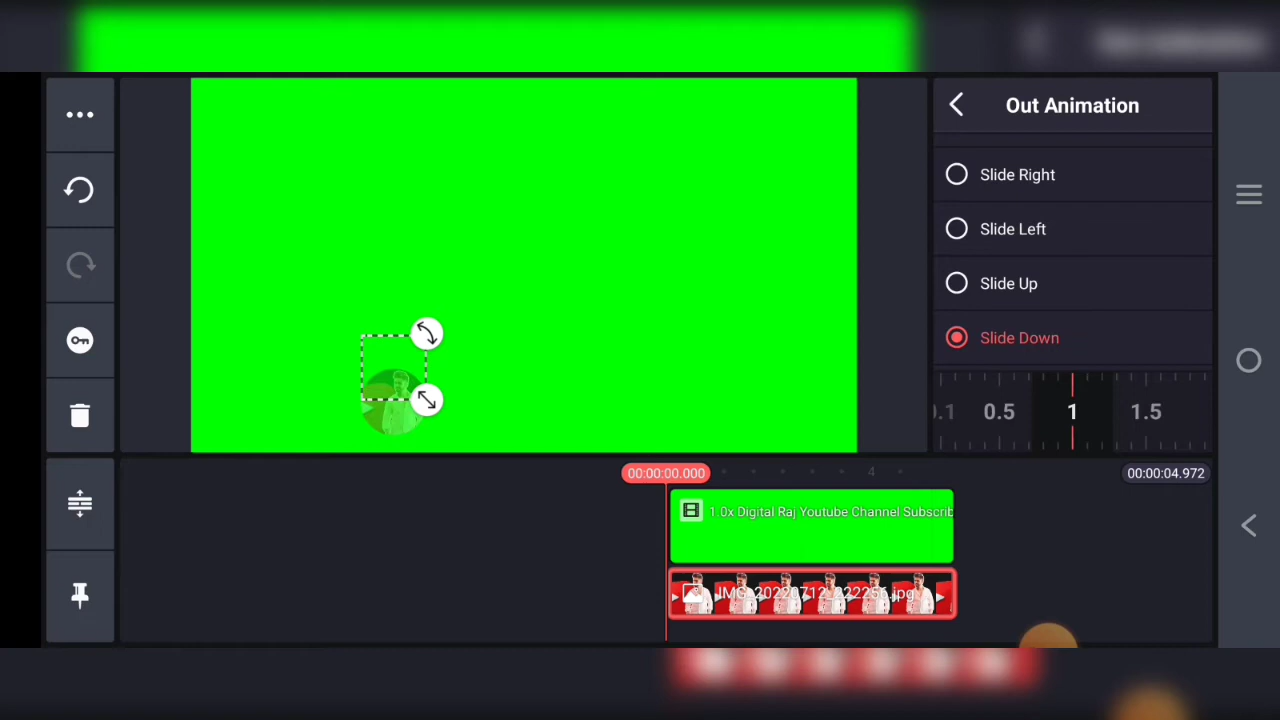 Out Animation
Slide Right
Slide Left
Slide Up
Slide Down
0.5 1 1.5
00:00:00.000
4
00:00:04.972
1.0x Digital Raj Youtube Channel Subscrib